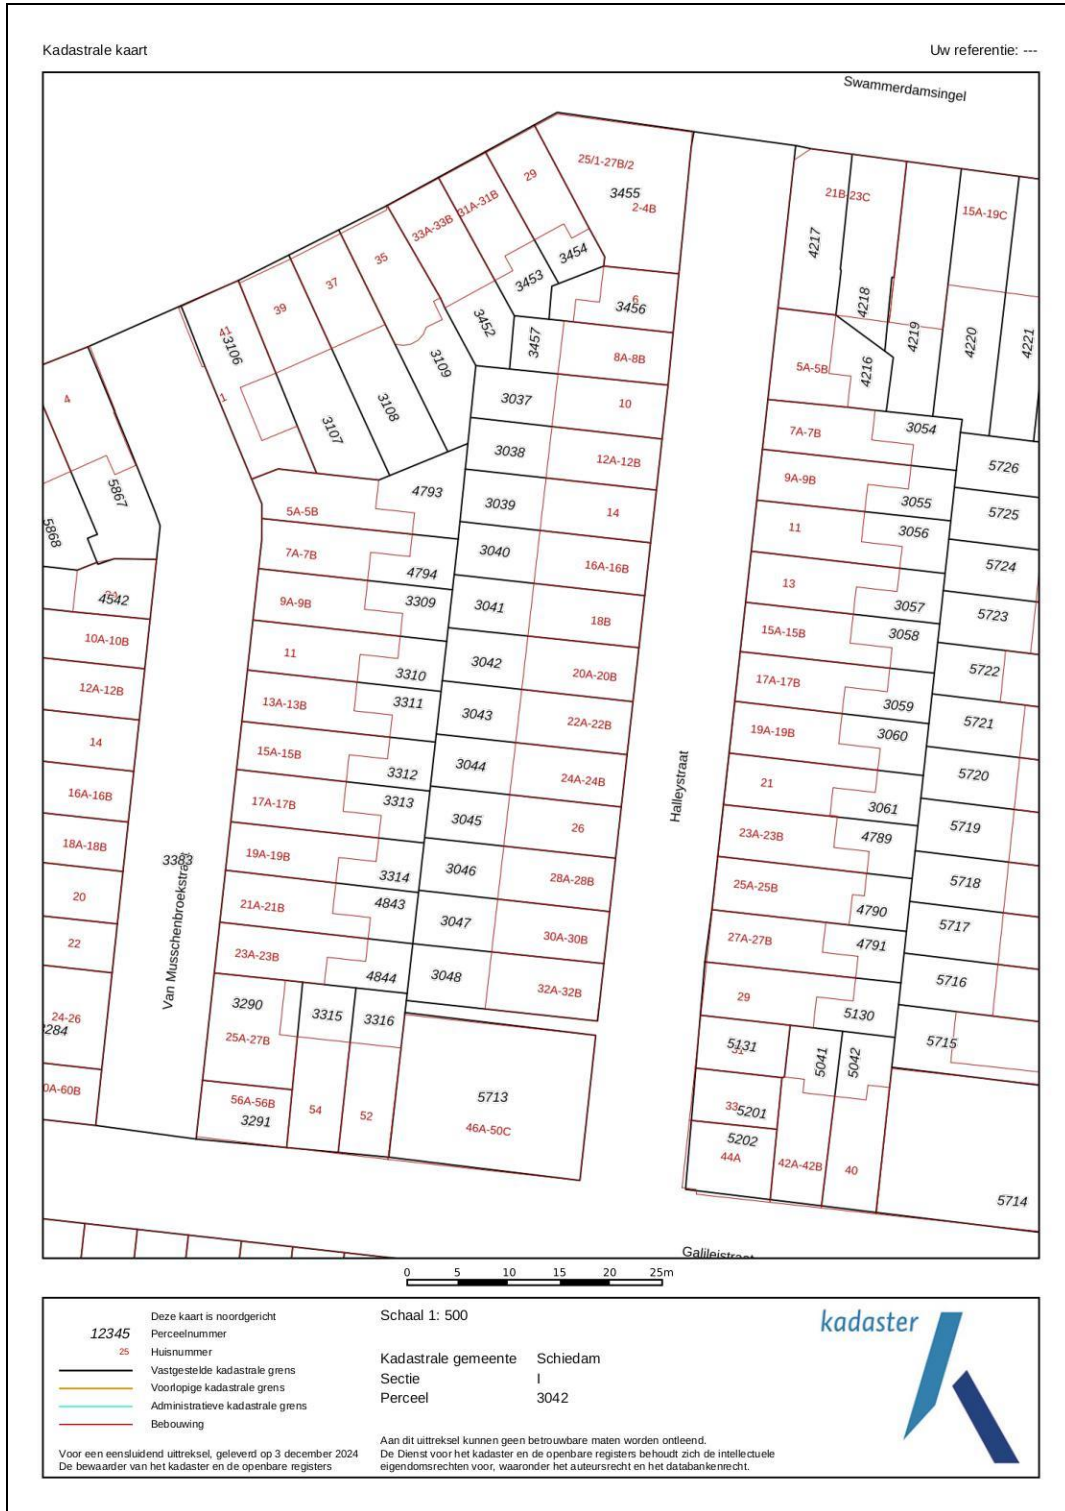 Kadastrale kaart
Uw referentie: ---
Swammerdamsingel
25/1-27B/2
3455
2-4B
29
31A-31B
33A-33B
35
37
39
41
3106
1
3454
3453
3452
3457
6
3456
8A-8B
3109
3108
3107
21B-23C
15A-19C
4217
4218
4219
4220
4221
5A-5B
4216
4
5867
5868
4542
3037
10
3038
12A-12B
3039
14
3040
16A-16B
3041
18B
3042
20A-20B
3043
22A-22B
3044
24A-24B
3045
26
3046
28A-28B
3047
30A-30B
3048
32A-32B
4793
5A-5B
7A-7B
4794
9A-9B
3309
11
3310
13A-13B
3311
15A-15B
3312
17A-17B
3313
19A-19B
3314
21A-21B
4843
23A-23B
4844
10A-10B
12A-12B
14
16A-16B
18A-18B
20
22
24-26
3284
0A-60B
3383
Van Musschenbroekstraat
Halleystraat
7A-7B
3054
9A-9B
3055
11
3056
13
3057
15A-15B
3058
17A-17B
3059
19A-19B
3060
21
3061
23A-23B
4789
25A-25B
4790
27A-27B
4791
29
5130
5131
5041
5042
33
5201
5202
44A
42A-42B
40
5726
5725
5724
5723
5722
5721
5720
5719
5718
5717
5716
5715
5714
3290
25A-27B
3315
3316
56A-56B
3291
54
52
5713
46A-50C
Galileistraat
0 5 10 15 20 25m
Deze kaart is noordgericht
12345 Perceelnummer
25 Huisnummer
Vastgestelde kadastrale grens
Voorlopige kadastrale grens
Administratieve kadastrale grens
Bebouwing
Voor een eensluidend uittreksel, geleverd op 3 december 2024
De bewaarder van het kadaster en de openbare registers
Schaal 1: 500
Kadastrale gemeente Schiedam
Sectie I
Perceel 3042
Aan dit uittreksel kunnen geen betrouwbare maten worden ontleend.
De Dienst voor het kadaster en de openbare registers behoudt zich de intellectuele
eigendomsrechten voor, waaronder het auteursrecht en het databankenrecht.
kadaster